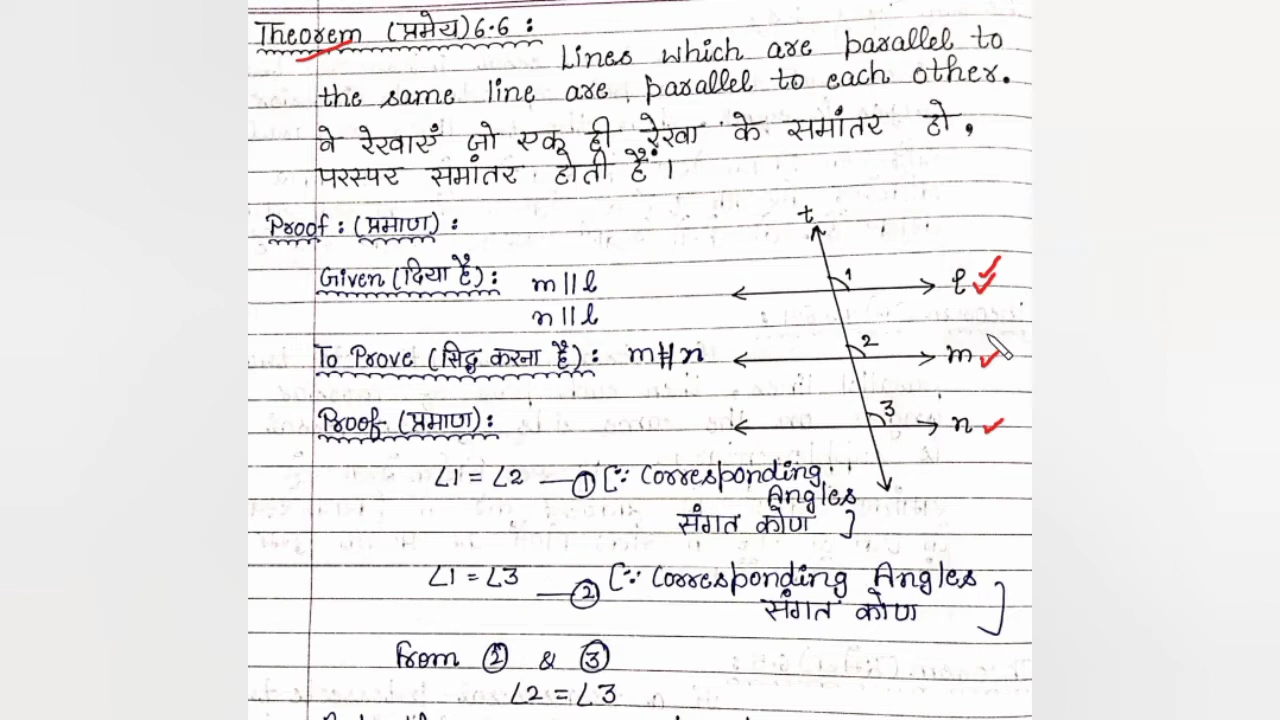 Theorem (प्रमेय) 6.6 :
Lines which are parallel to
the same line are parallel to each other.
वे रेखाएँ जो एक ही रेखा के समांतर हो,
परस्पर समांतर होती हैं।
Proof : (प्रमाण) :
t
Given (दिया है) : m || l
1
l
n || l
To Prove (सिद्ध करना है) : m || n
2
m
Proof (प्रमाण) :
3
n
∠1 = ∠2 — ① [∵ Corresponding
Angles
संगत कोण ]
∠1 = ∠3 — ② [∵ Corresponding Angles
संगत कोण ]
From ② & ③
∠2 = ∠3